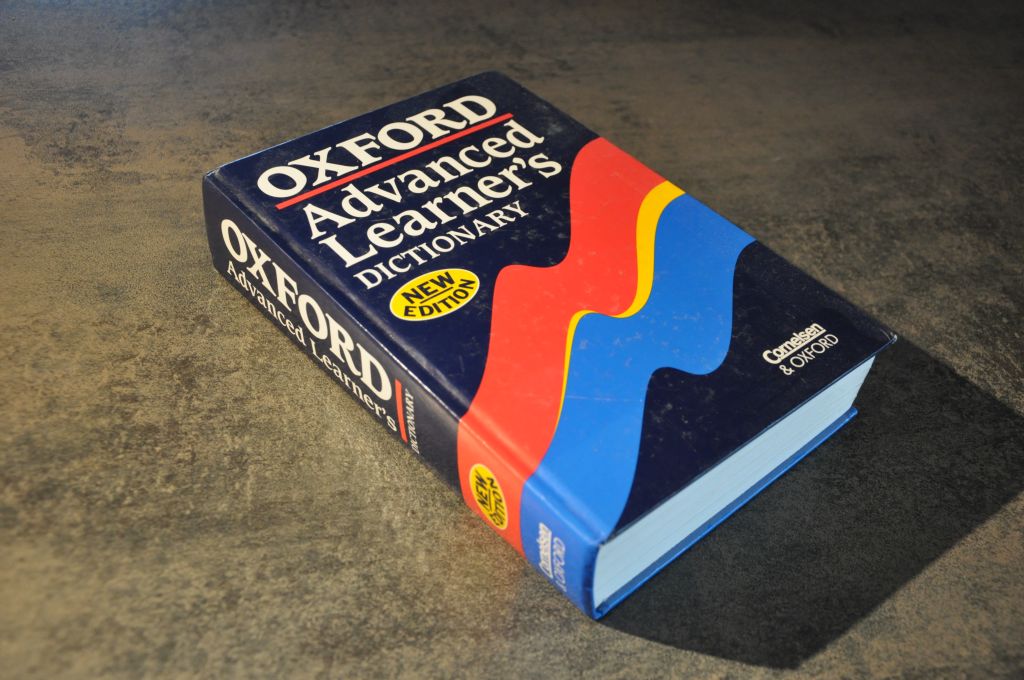 OXFORD
Advanced
Learner's
DICTIONARY
NEW
EDITION
Cornelsen
& OXFORD
OXFORD
Advanced Learner's
DICTIONARY
NEW
EDITION
Cornelsen
& OXFORD